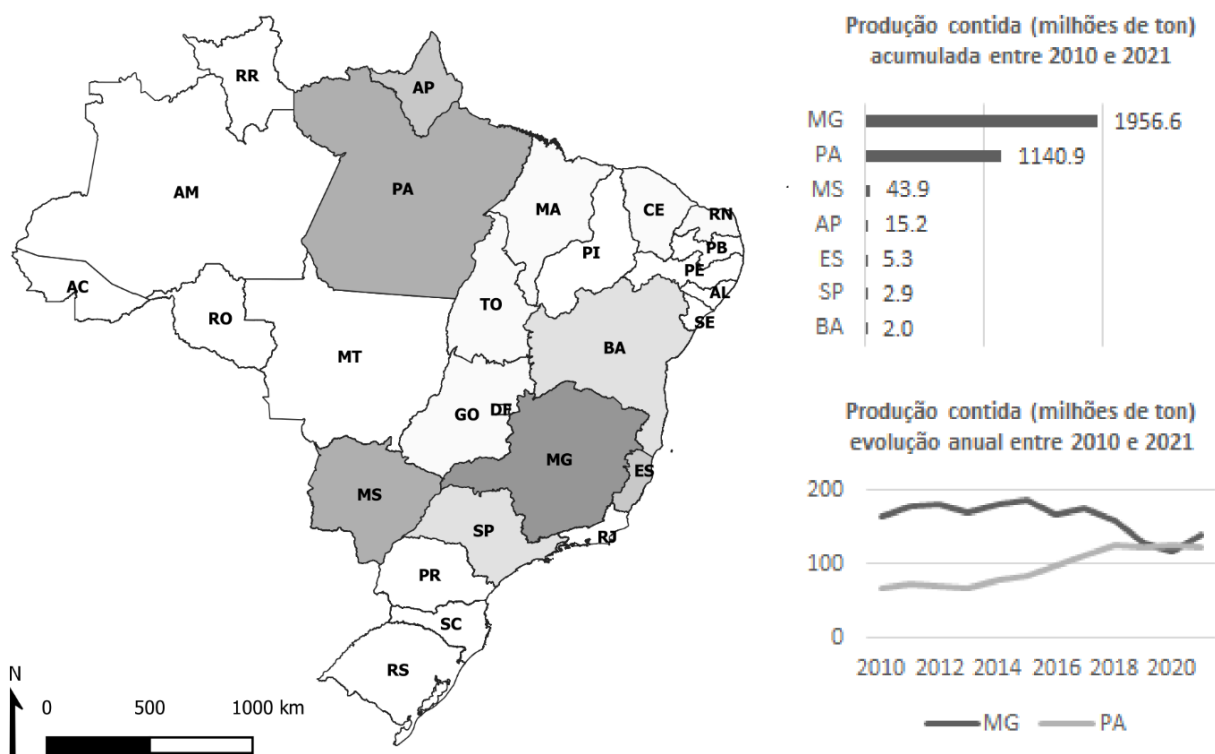 RR
AP
AM
PA
MA
CE
RN
PB
PI
PE
AL
SE
AC
RO
TO
BA
MT
GO
DF
MG
ES
MS
SP
RJ
PR
SC
RS
N
0 500 1000 km
Produção contida (milhões de ton)
acumulada entre 2010 e 2021
MG 1956.6
PA 1140.9
MS 43.9
AP 15.2
ES 5.3
SP 2.9
BA 2.0
Produção contida (milhões de ton)
evolução anual entre 2010 e 2021
200
100
0
2010 2012 2014 2016 2018 2020
MG PA